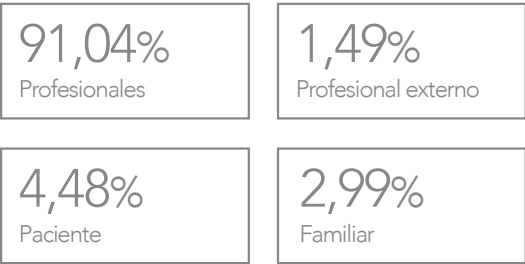 91,04%
Profesionales
1,49%
Profesional externo
4,48%
Paciente
2,99%
Familiar